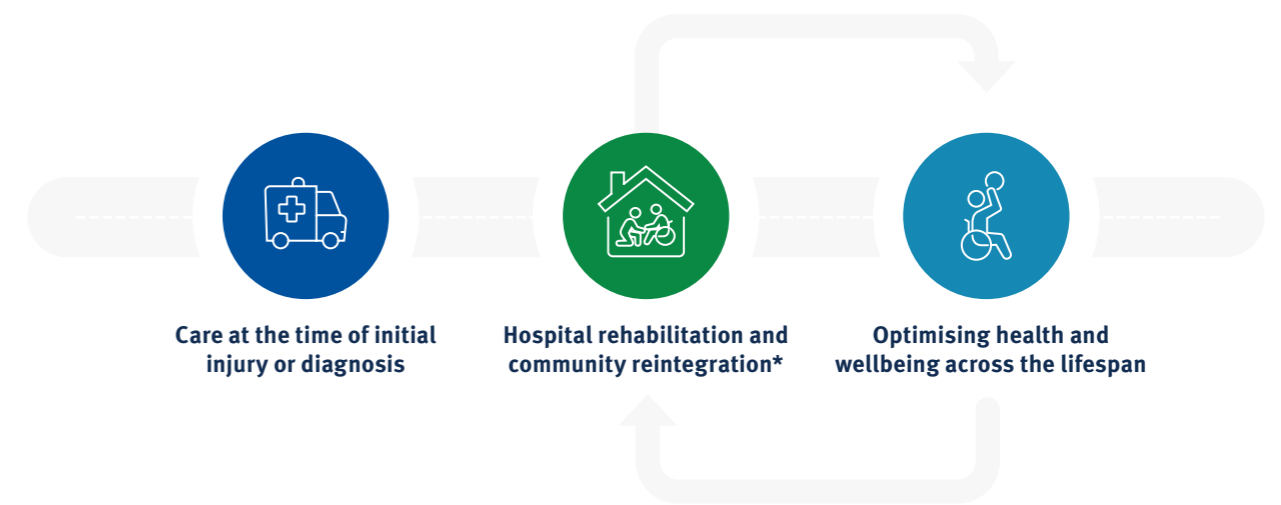 Care at the time of initial
injury or diagnosis
Hospital rehabilitation and
community reintegration*
Optimising health and
wellbeing across the lifespan